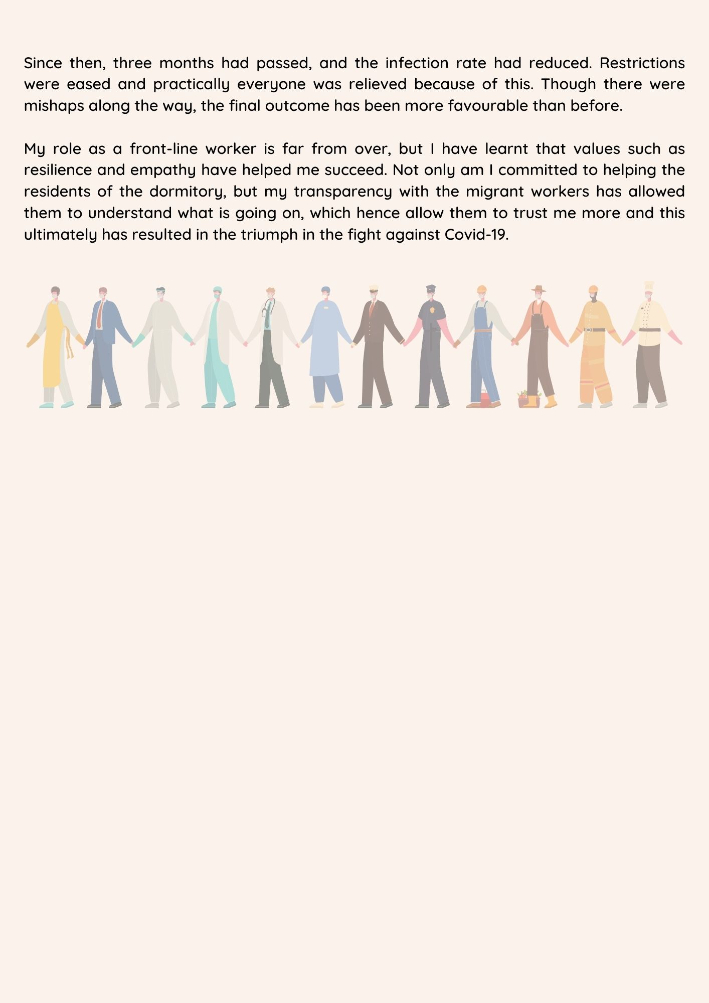 Since then, three months had passed, and the infection rate had reduced. Restrictions
were eased and practically everyone was relieved because of this. Though there were
mishaps along the way, the final outcome has been more favourable than before.
My role as a front-line worker is far from over, but I have learnt that values such as
resilience and empathy have helped me succeed. Not only am I committed to helping the
residents of the dormitory, but my transparency with the migrant workers has allowed
them to understand what is going on, which hence allow them to trust me more and this
ultimately has resulted in the triumph in the fight against Covid-19.